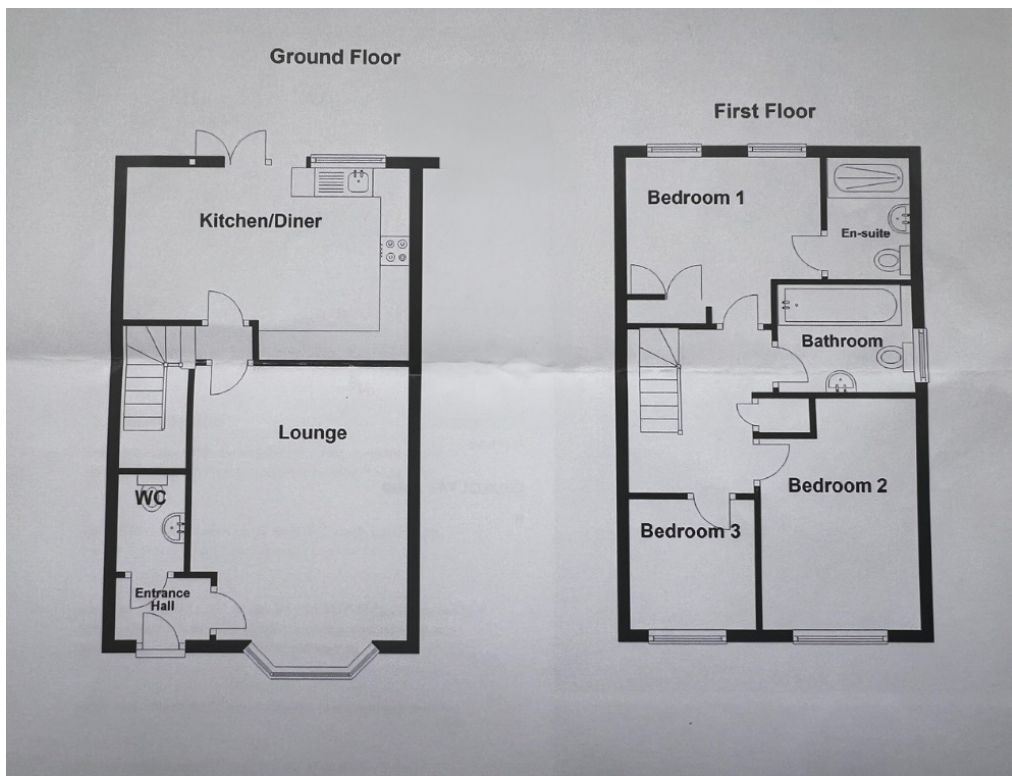 Ground Floor
Kitchen/Diner
Lounge
WC
Entrance
Hall
First Floor
Bedroom 1
En-suite
Bathroom
Bedroom 2
Bedroom 3